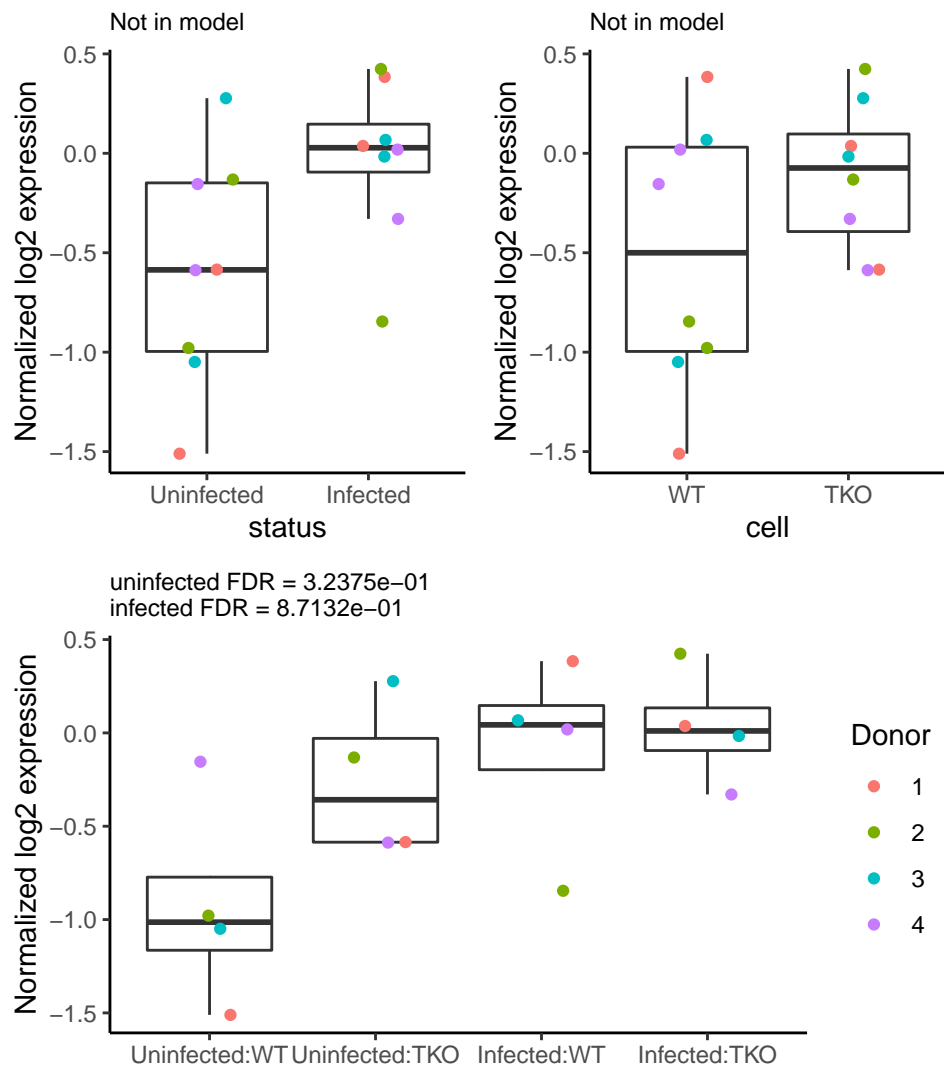 Not in model
Normalized log2 expression
0.5
0.0
−0.5
−1.0
−1.5
Uninfected Infected
status
Not in model
Normalized log2 expression
0.5
0.0
−0.5
−1.0
−1.5
WT TKO
cell
uninfected FDR = 3.2375e−01
infected FDR = 8.7132e−01
Normalized log2 expression
0.5
0.0
−0.5
−1.0
−1.5
Uninfected:WT Uninfected:TKO Infected:WT Infected:TKO
Donor
1
2
3
4